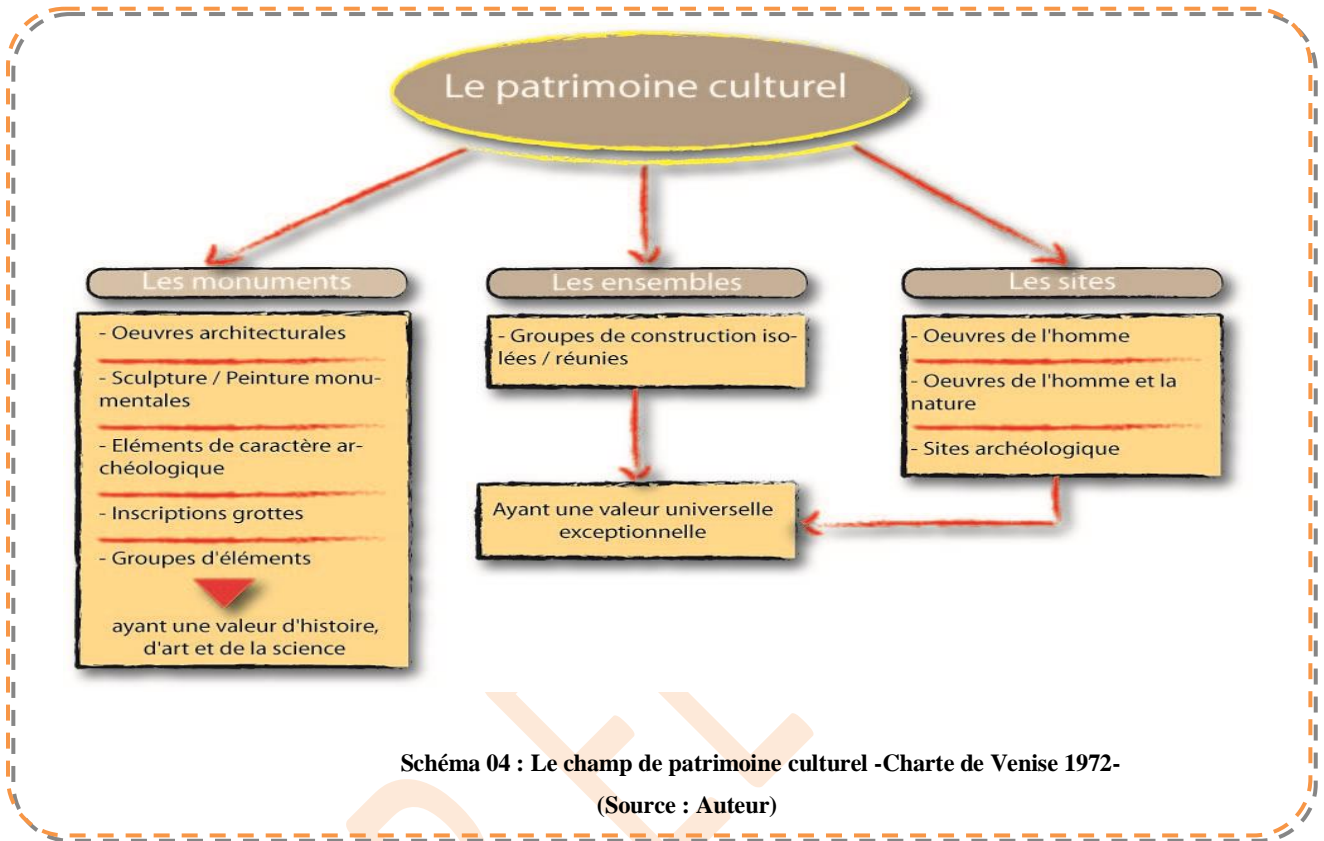 Le patrimoine culturel
Les monuments
- Oeuvres architecturales
- Sculpture / Peinture monu-
mentales
- Eléments de caractère ar-
chéologique
- Inscriptions grottes
- Groupes d'éléments
ayant une valeur d'histoire,
d'art et de la science
Les ensembles
- Groupes de construction iso-
lées / réunies
Ayant une valeur universelle
exceptionnelle
Les sites
- Oeuvres de l'homme
- Oeuvres de l'homme et la
nature
- Sites archéologique
Schéma 04 : Le champ de patrimoine culturel -Charte de Venise 1972-
(Source : Auteur)